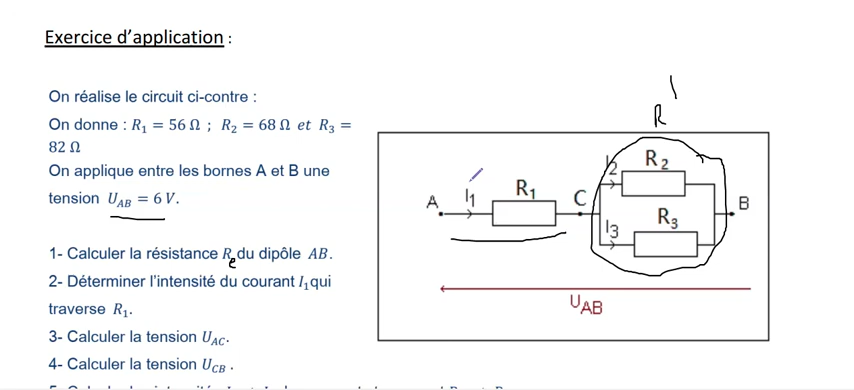 Exercice d’application :
On réalise le circuit ci-contre :
On donne : R₁ = 56 Ω ; R₂ = 68 Ω et R₃ =
82 Ω
On applique entre les bornes A et B une
tension U_AB = 6 V.
1- Calculer la résistance R_e du dipôle AB.
2- Déterminer l’intensité du courant I₁ qui
traverse R₁.
3- Calculer la tension U_AC.
4- Calculer la tension U_CB .
R'
A
I₁
R₁
C
I₂
R₂
I₃
R₃
B
U_AB